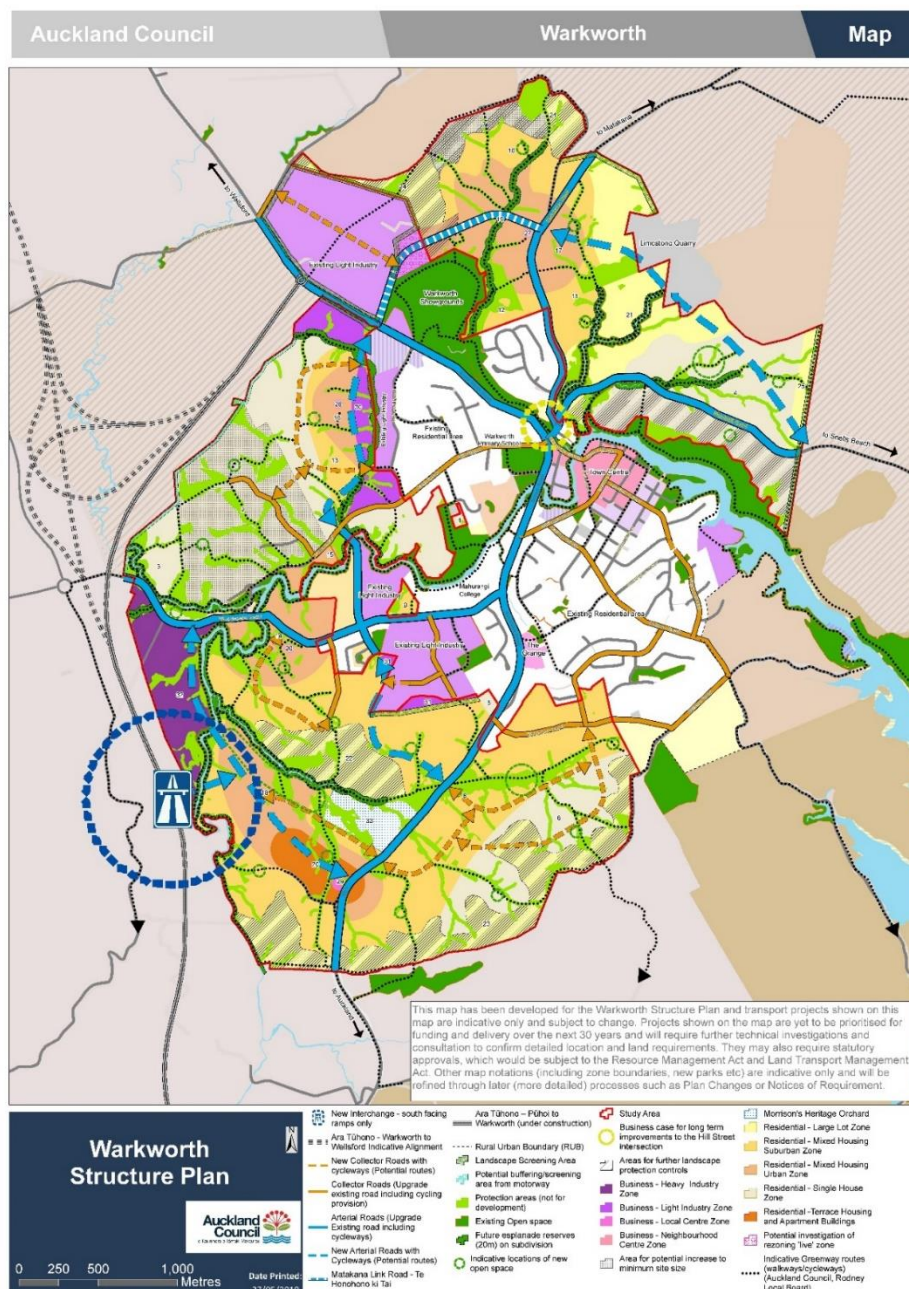 Auckland Council
Warkworth
Map
to Matakana
to Wellsford
Limestone Quarry
Existing Light Industry
Warkworth
Showgrounds
Existing
Residential area
Warkworth
Primary School
Town Centre
to Snells Beach
Existing
Light Industry
Mahurangi
College
Existing Light Industry
Existing Residential area
The
Grange
to Auckland
This map has been developed for the Warkworth Structure Plan and transport projects shown on this
map are indicative only and subject to change. Projects shown on the map are yet to be prioritised for
funding and delivery over the next 30 years and will require further technical investigations and
consultation to confirm detailed location and land requirements. They may also require statutory
approvals, which would be subject to the Resource Management Act and Land Transport Management
Act. Other map notations (including zone boundaries, new parks etc) are indicative only and will be
refined through later (more detailed) processes such as Plan Changes or Notices of Requirement.
Warkworth
Structure Plan
Auckland
Council
0 250 500 1,000
Metres
Date Printed:
New Interchange - south facing
ramps only
Ara Tūhono - Warkworth to
Wellsford Indicative Alignment
New Collector Roads with
cycleways (Potential routes)
Collector Roads (Upgrade
existing road including cycling
provision)
Arterial Roads (Upgrade
Existing road including
cycleways)
New Arterial Roads with
Cycleways (Potential routes)
Matakana Link Road - Te
Honohono ki Tai
Ara Tūhono – Pūhoi to
Warkworth (under construction)
Rural Urban Boundary (RUB)
Landscape Screening Area
Potential buffering/screening
area from motorway
Protection areas (not for
development)
Existing Open space
Future esplanade reserves
(20m) on subdivision
Indicative locations of new
open space
Study Area
Business case for long term
improvements to the Hill Street
intersection
Areas for further landscape
protection controls
Business - Heavy Industry
Zone
Business - Light Industry Zone
Business - Local Centre Zone
Business - Neighbourhood
Centre Zone
Area for potential increase to
minimum site size
Morrison's Heritage Orchard
Residential - Large Lot Zone
Residential - Mixed Housing
Suburban Zone
Residential - Mixed Housing
Urban Zone
Residential - Single House
Zone
Residential -Terrace Housing
and Apartment Buildings
Potential investigation of
rezoning 'live' zone
Indicative Greenway routes
(walkways/cycleways)
(Auckland Council, Rodney
Local Board)